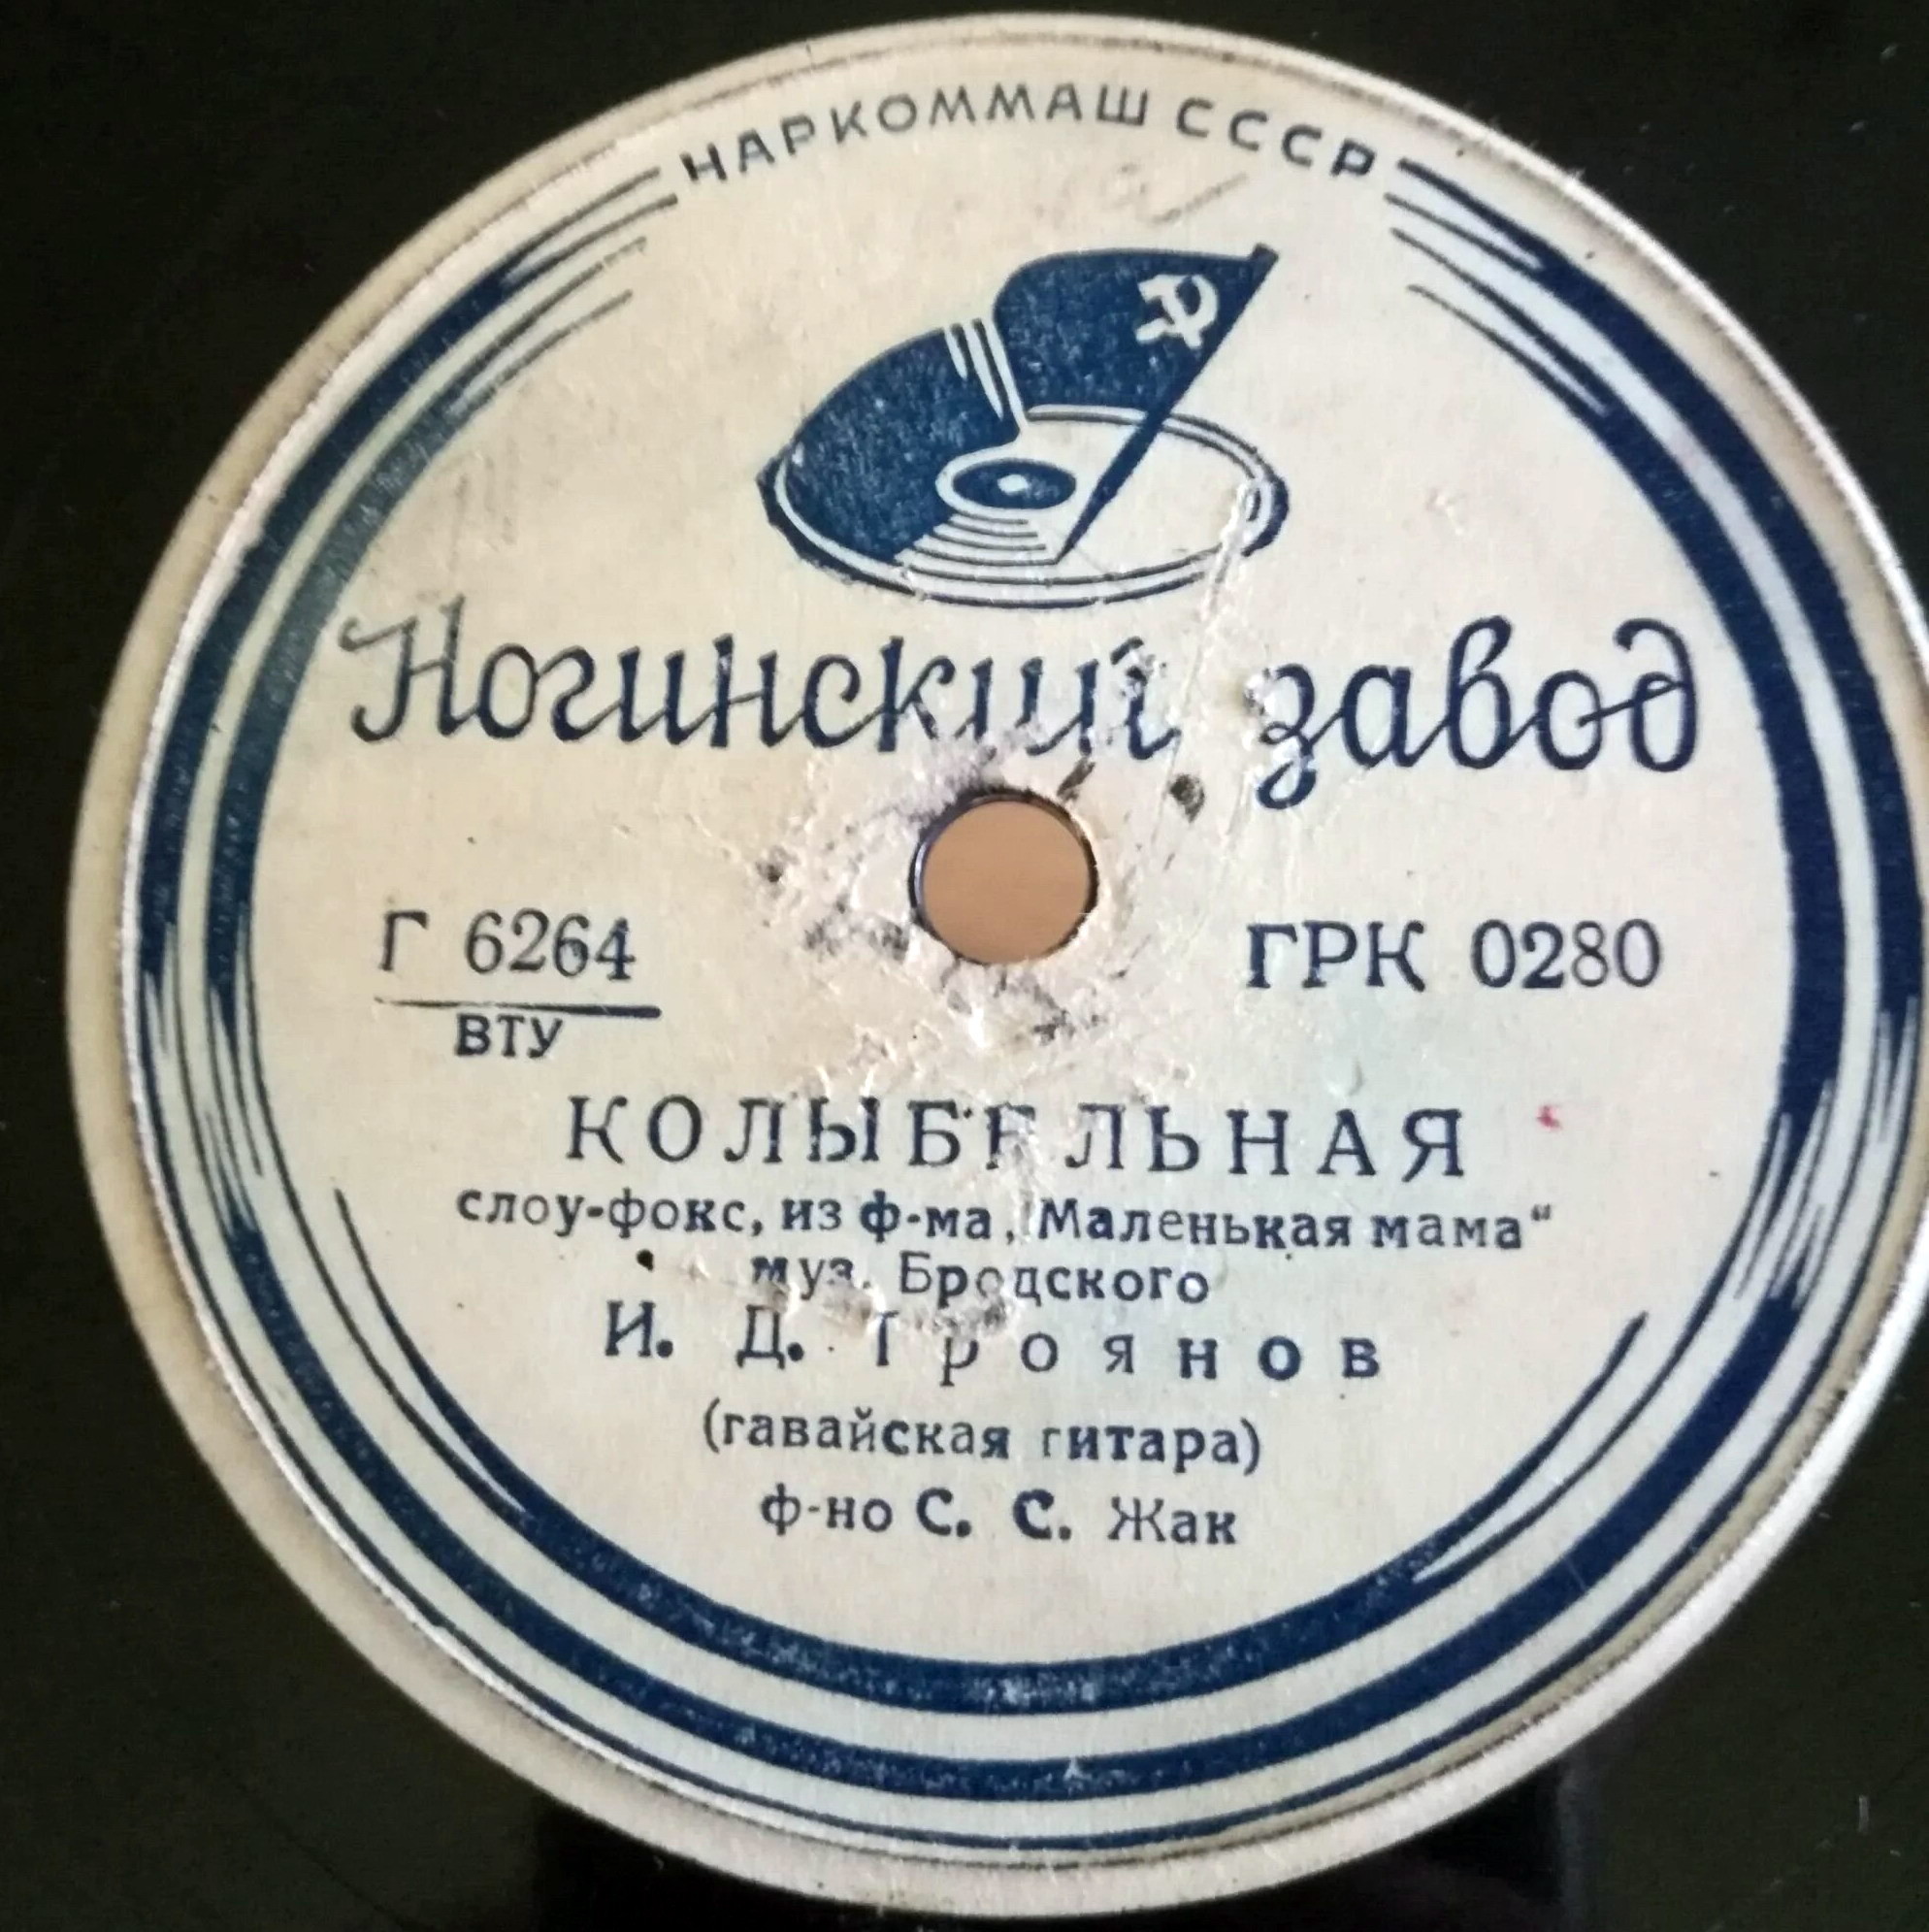 НАРКОММАШ СССР
Ногинский завод
Г 6264 ГРК 0280
ВТУ
КОЛЫБЕЛЬНАЯ
слоу-фокс, из ф-ма „Маленькая мама“
муз. Бродского
И. Д. Троянов
(гавайская гитара)
ф-но С. С. Жак